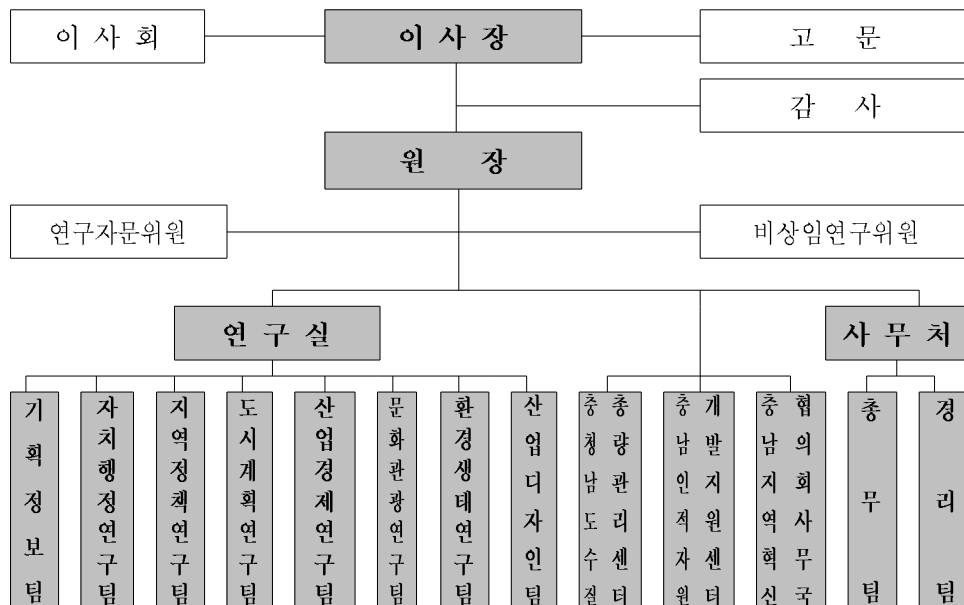 이 사 회
이 사 장
고 문
감 사
원 장
연구자문위원
비상임연구위원
연 구 실
사 무 처
기획정보팀
자치행정연구팀
지역정책연구팀
도시계획연구팀
산업경제연구팀
문화관광연구팀
환경생태연구팀
산업디자인팀
충청남도수질
총량관리센터
충남인적자원
개발지원센터
충남지역혁신
협의회사무국
총무팀
경리팀